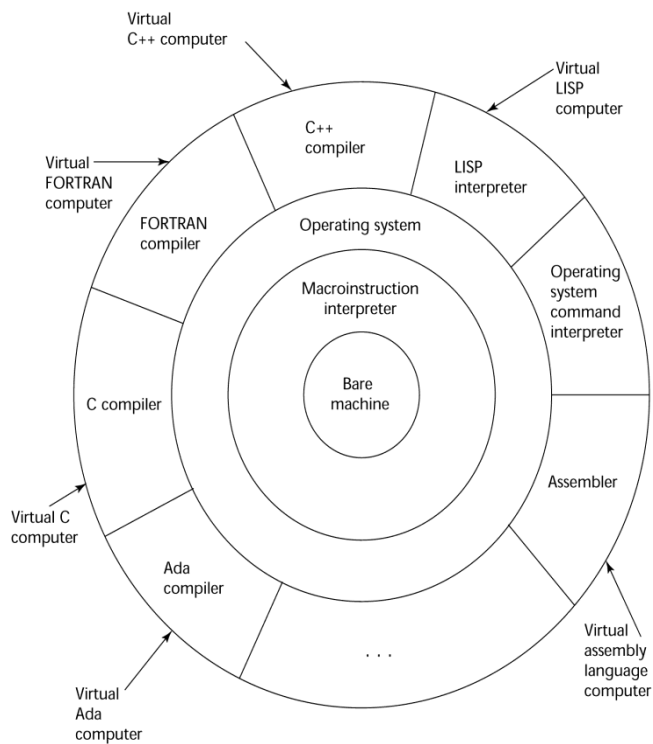 Virtual
C++ computer
Virtual
LISP
computer
C++
compiler
Virtual
FORTRAN
computer
LISP
interpreter
FORTRAN
compiler
Operating system
Operating
system
command
interpreter
Macroinstruction
interpreter
Bare
machine
C compiler
Assembler
Virtual C
computer
Ada
compiler
. . .
Virtual
assembly
language
computer
Virtual
Ada
computer